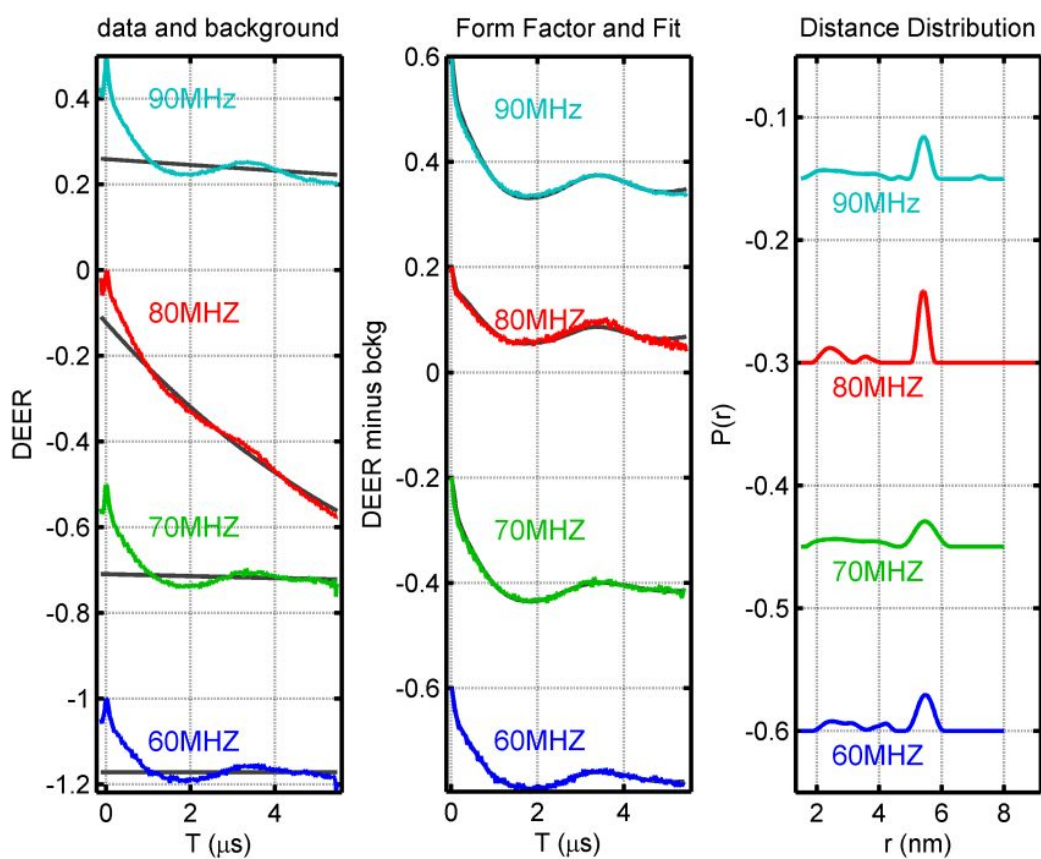 data and background
Form Factor and Fit
Distance Distribution
DEER
0.4
0.2
0
-0.2
-0.4
-0.6
-0.8
-1
-1.2
90MHz
80MHZ
70MHZ
60MHZ
0
2
4
T (μs)
DEER minus bckg
0.6
0.4
0.2
0
-0.2
-0.4
-0.6
90MHz
80MHZ
70MHZ
60MHZ
0
2
4
T (μs)
P(r)
-0.1
-0.2
-0.3
-0.4
-0.5
-0.6
90MHz
80MHZ
70MHZ
60MHZ
2
4
6
8
r (nm)